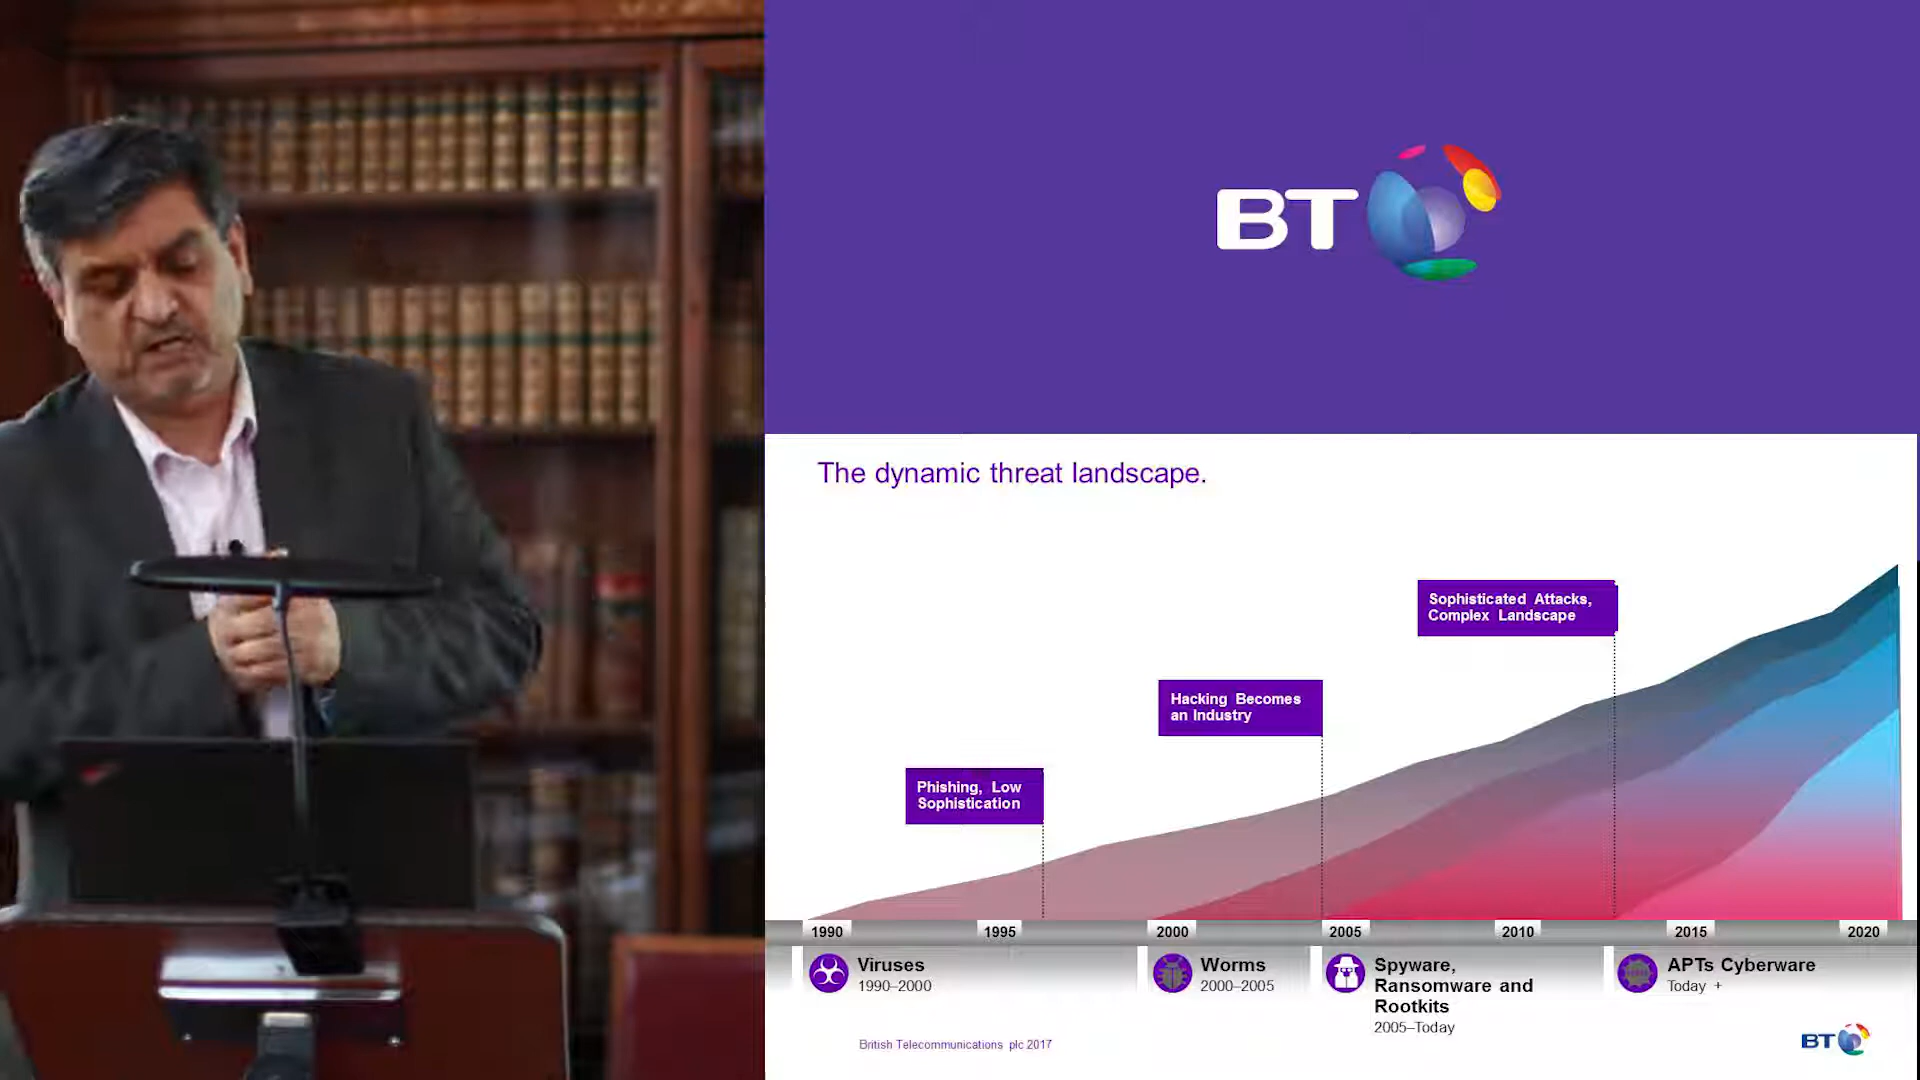 BT
The dynamic threat landscape.
Sophisticated Attacks,
Complex Landscape
Hacking Becomes
an Industry
Phishing, Low
Sophistication
1990
1995
2000
2005
2010
2015
2020
Viruses
1990–2000
Worms
2000–2005
Spyware,
Ransomware and
Rootkits
2005–Today
APTs Cyberware
Today +
British Telecommunications plc 2017
BT